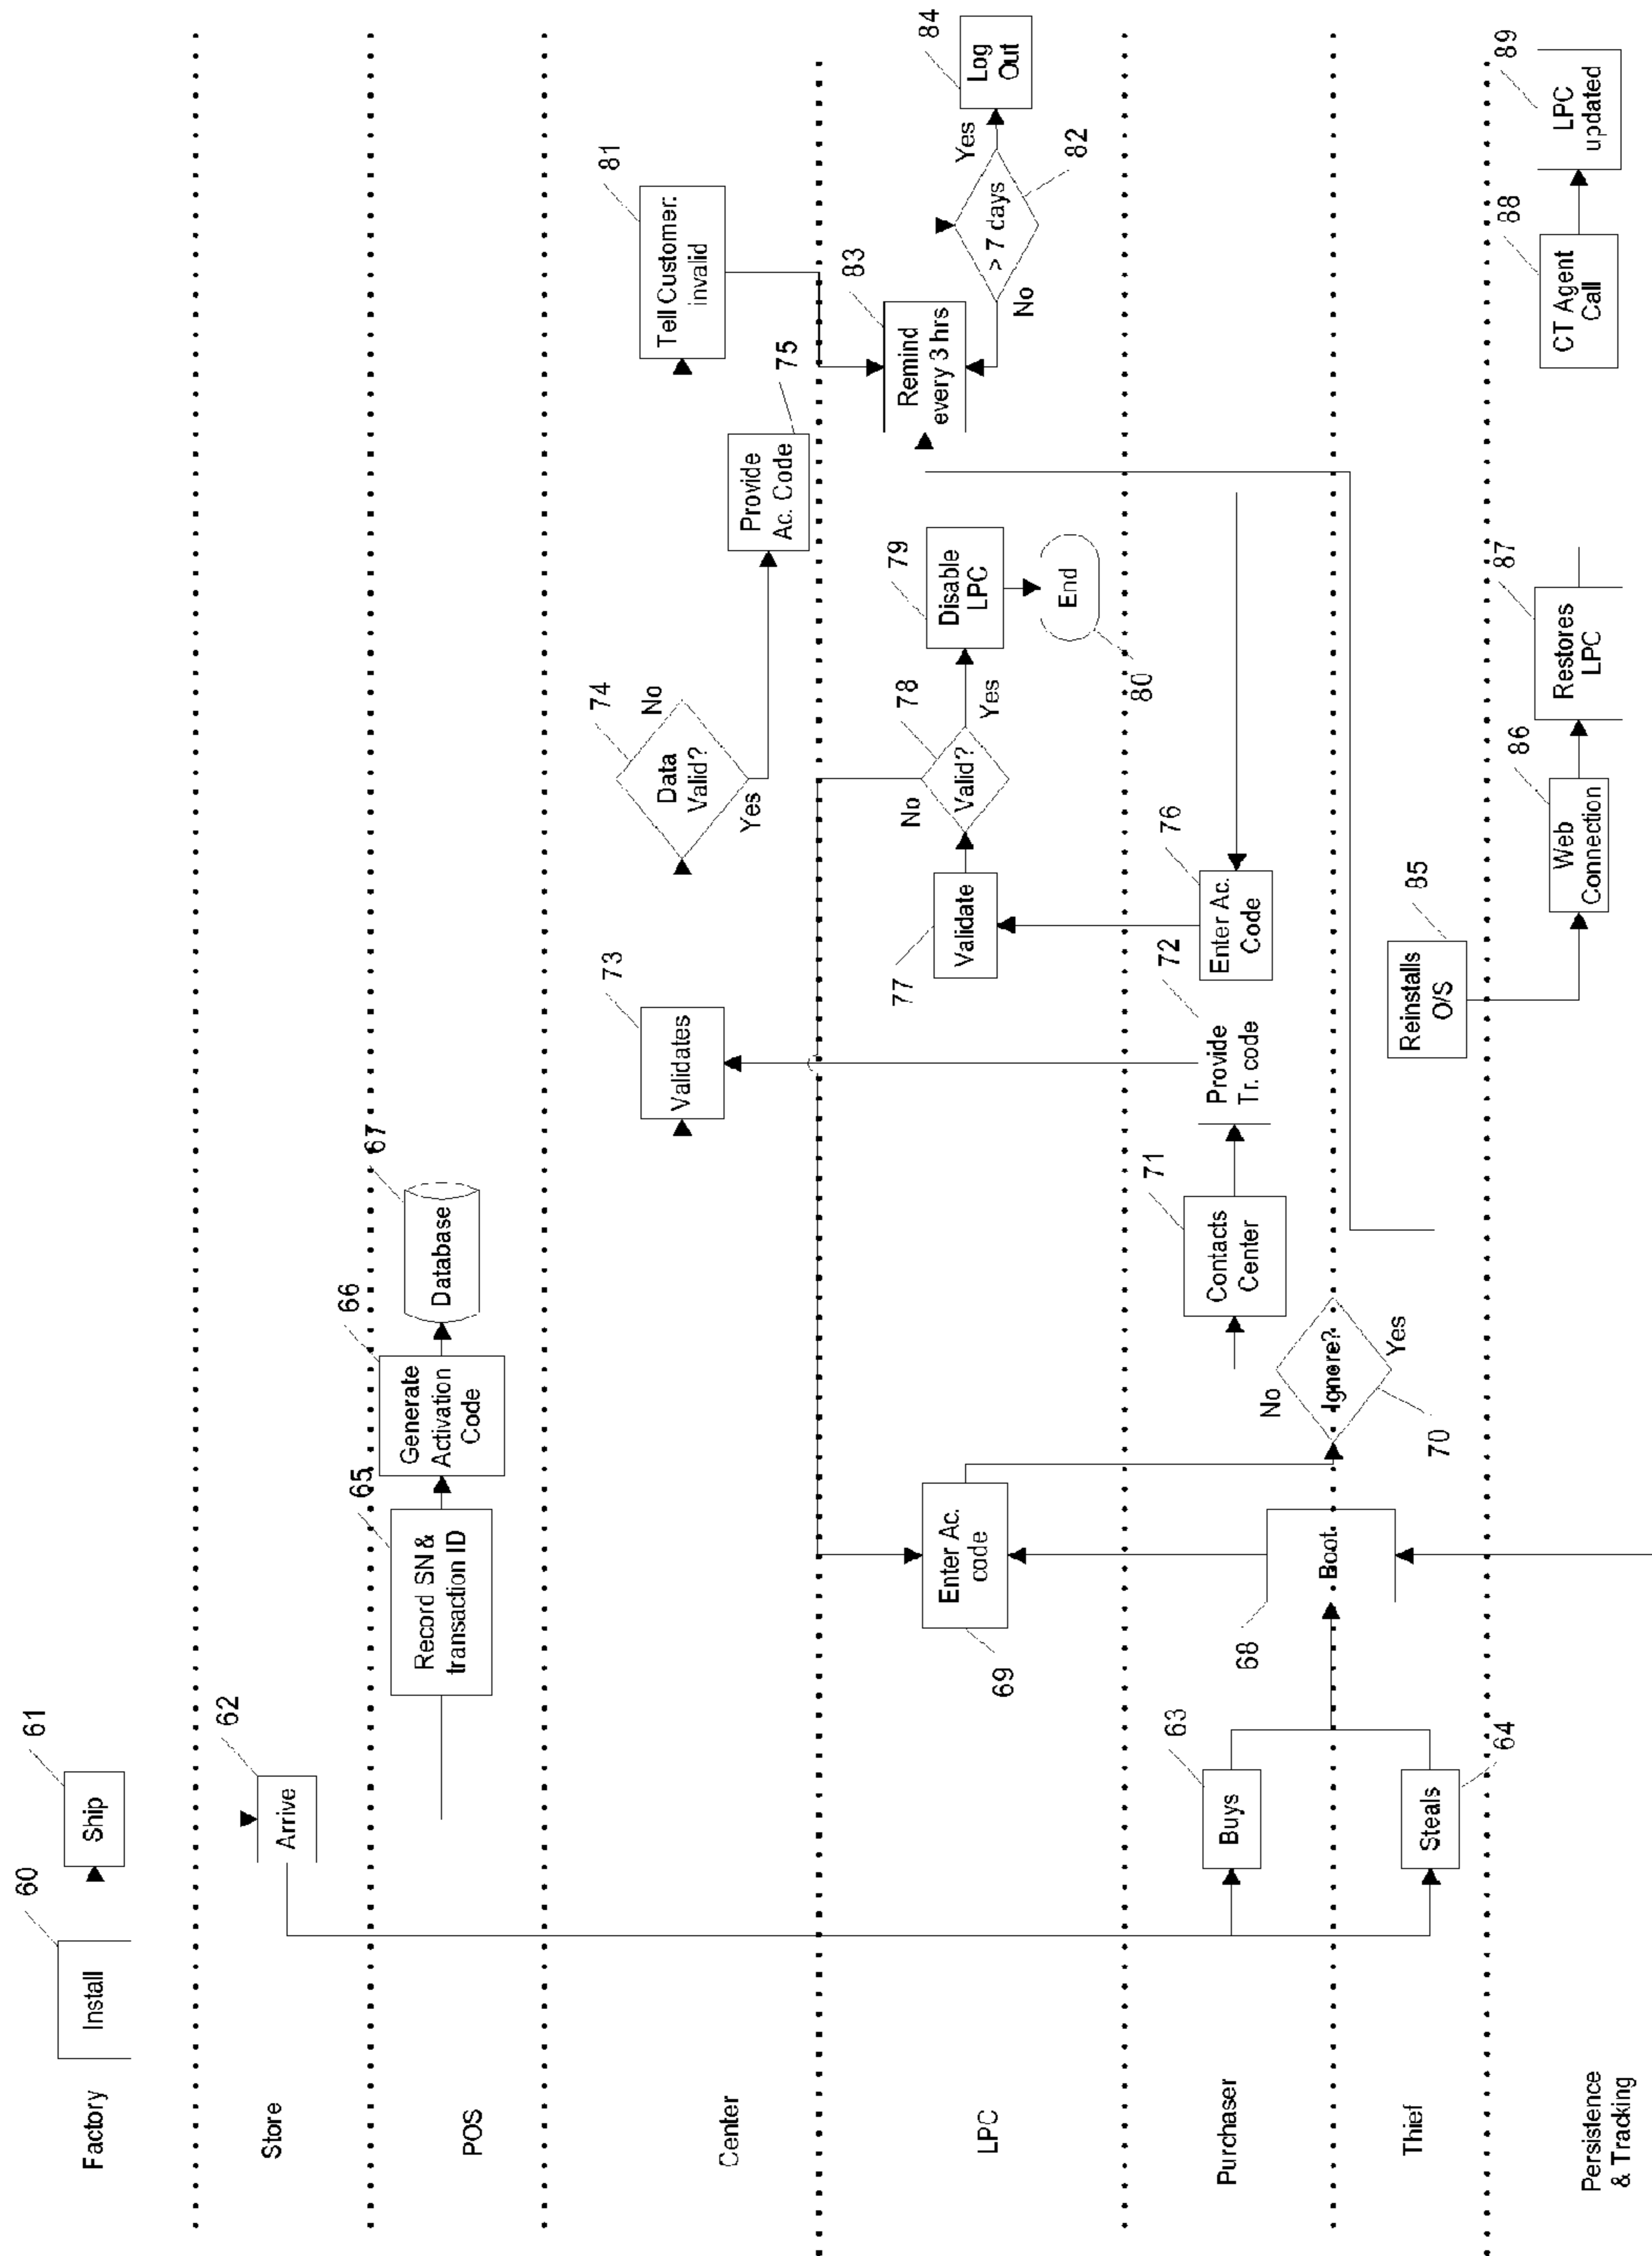 Factory
Install
60
Ship
61
Store
Arrive
62
POS
Record SN &
transaction ID
65
Generate
Activation
Code
66
Database
67
Center
Validates
73
Data
Valid?
74
Yes
No
Provide
Ac. Code
75
Tell Customer:
invalid
81
LPC
Enter Ac.
code
69
Validate
77
Valid?
78
No
Yes
Disable
LPC
79
End
80
Remind
every 3 hrs
83
> 7 days
82
No
Yes
Log
Out
84
Purchaser
Buys
63
Boot
68
Contacts
Center
71
Provide
Tr. code
72
Enter Ac.
Code
76
Thief
Steals
64
Ignore?
70
No
Yes
Reinstalls
O/S
85
Persistence
& Tracking
Web
Connection
86
Restores
LPC
87
CT Agent
Call
88
LPC
updated
89